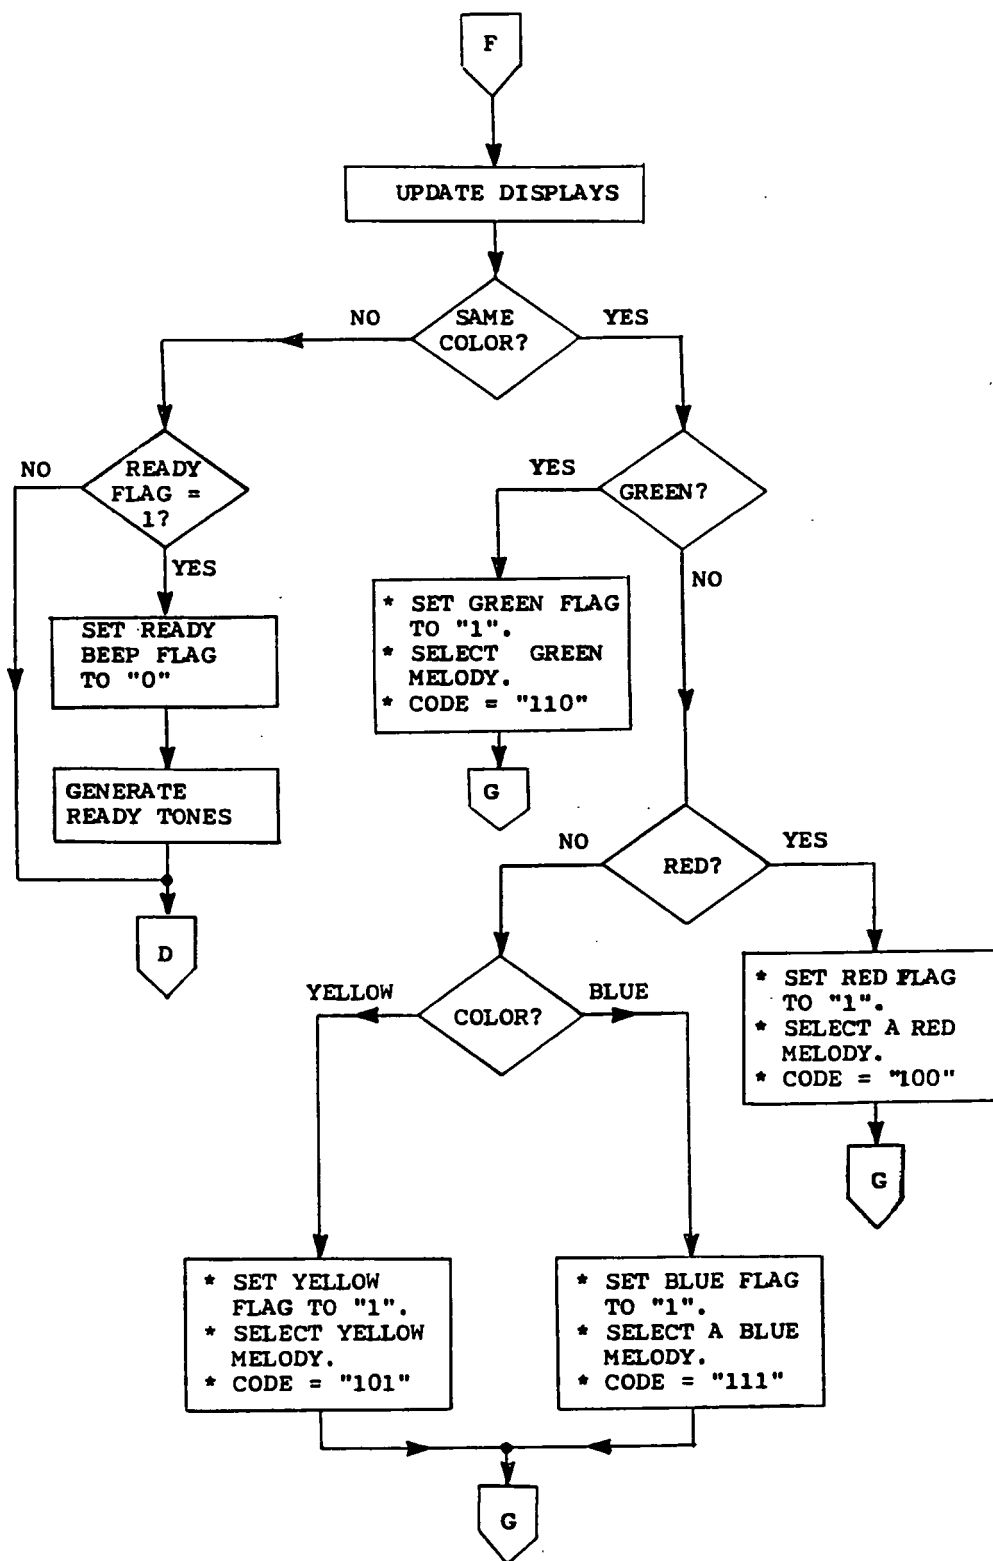 F
UPDATE DISPLAYS
NO
SAME
COLOR?
YES
NO
READY
FLAG =
1?
YES
YES
GREEN?
NO
SET READY
BEEP FLAG
TO "0"
* SET GREEN FLAG
TO "1".
* SELECT GREEN
MELODY.
* CODE = "110"
GENERATE
READY TONES
G
D
NO
RED?
YES
* SET RED FLAG
TO "1".
* SELECT A RED
MELODY.
* CODE = "100"
G
YELLOW
COLOR?
BLUE
* SET YELLOW
FLAG TO "1".
* SELECT YELLOW
MELODY.
* CODE = "101"
* SET BLUE FLAG
TO "1".
* SELECT A BLUE
MELODY.
* CODE = "111"
G